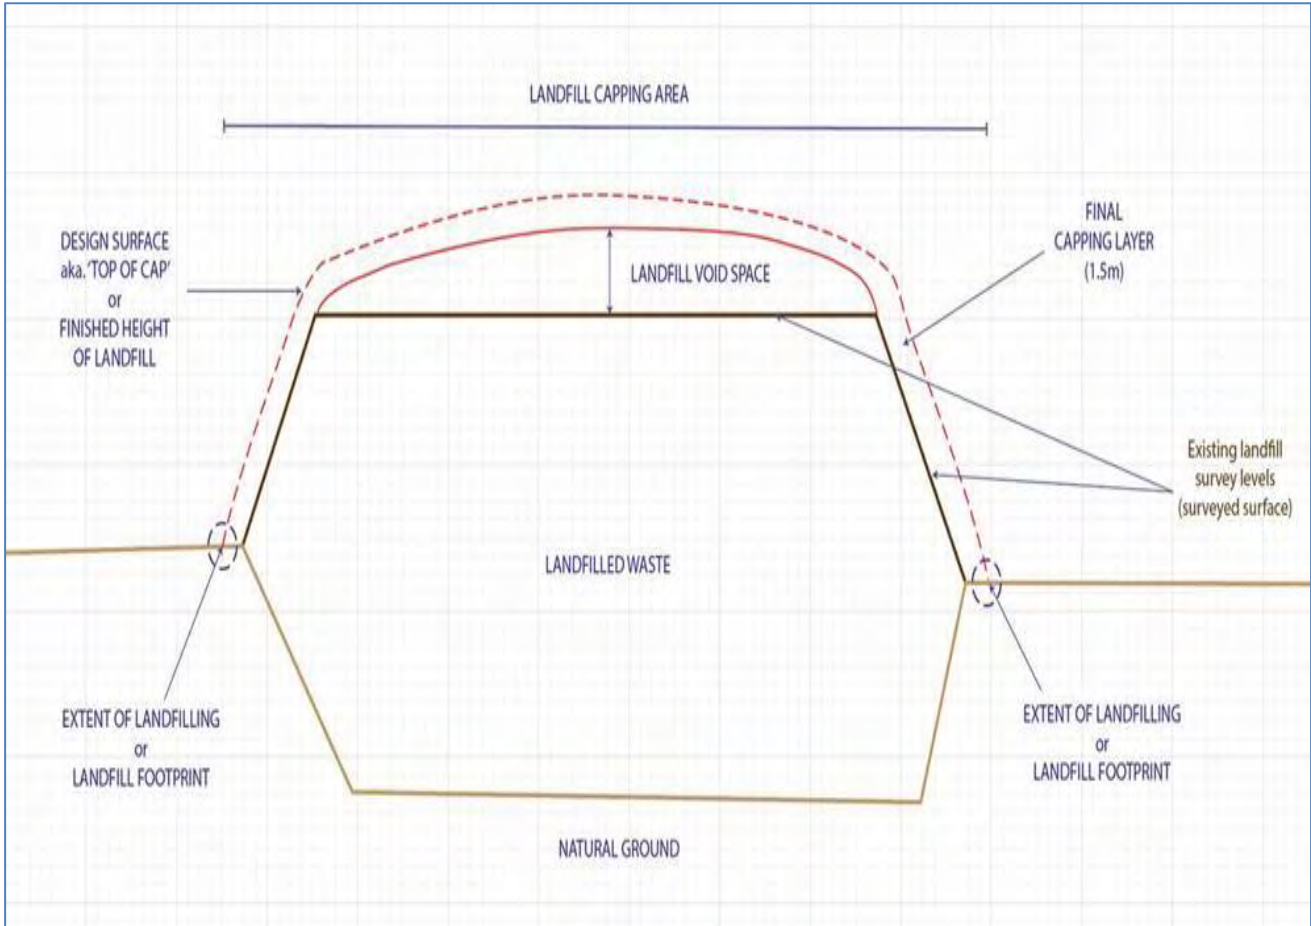 LANDFILL CAPPING AREA
DESIGN SURFACE
aka. 'TOP OF CAP'
or
FINISHED HEIGHT
OF LANDFILL
LANDFILL VOID SPACE
FINAL
CAPPING LAYER
(1.5m)
Existing landfill
survey levels
(surveyed surface)
LANDFILLED WASTE
EXTENT OF LANDFILLING
or
LANDFILL FOOTPRINT
EXTENT OF LANDFILLING
or
LANDFILL FOOTPRINT
NATURAL GROUND